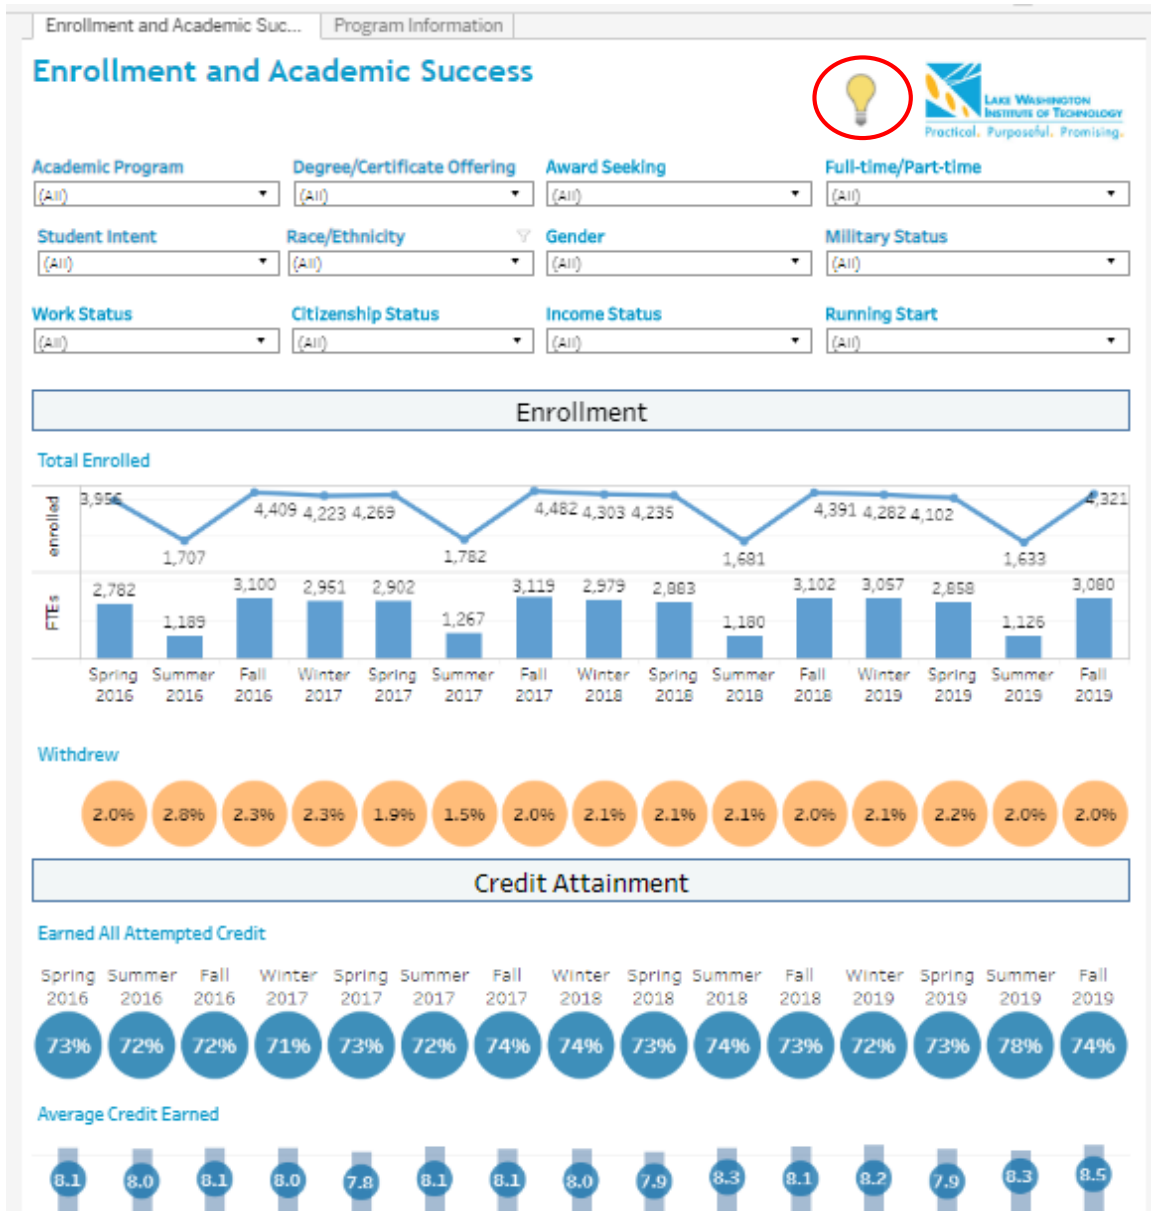 Enrollment and Academic Suc... Program Information
Enrollment and Academic Success
LAKE WASHINGTON
INSTITUTE OF TECHNOLOGY
Practical. Purposeful. Promising.
Academic Program Degree/Certificate Offering Award Seeking Full-time/Part-time
(All) (All) (All) (All)
Student Intent Race/Ethnicity Gender Military Status
(All) (All) (All) (All)
Work Status Citizenship Status Income Status Running Start
(All) (All) (All) (All)
Enrollment
Total Enrolled
enrolled
3,956 1,707 4,409 4,223 4,269 1,782 4,482 4,303 4,235 1,681 4,391 4,282 4,102 1,633 4,321
FTEs
2,782 1,189 3,100 2,951 2,902 1,267 3,119 2,979 2,883 1,180 3,102 3,057 2,858 1,126 3,080
Spring Summer Fall Winter Spring Summer Fall Winter Spring Summer Fall Winter Spring Summer Fall
2016 2016 2016 2017 2017 2017 2017 2018 2018 2018 2018 2019 2019 2019 2019
Withdrew
2.0% 2.8% 2.3% 2.3% 1.9% 1.5% 2.0% 2.1% 2.1% 2.1% 2.0% 2.1% 2.2% 2.0% 2.0%
Credit Attainment
Earned All Attempted Credit
Spring Summer Fall Winter Spring Summer Fall Winter Spring Summer Fall Winter Spring Summer Fall
2016 2016 2016 2017 2017 2017 2017 2018 2018 2018 2018 2019 2019 2019 2019
73% 72% 72% 71% 73% 72% 74% 74% 73% 74% 73% 72% 73% 78% 74%
Average Credit Earned
8.1 8.0 8.1 8.0 7.8 8.1 8.1 8.0 7.9 8.3 8.1 8.2 7.9 8.3 8.5